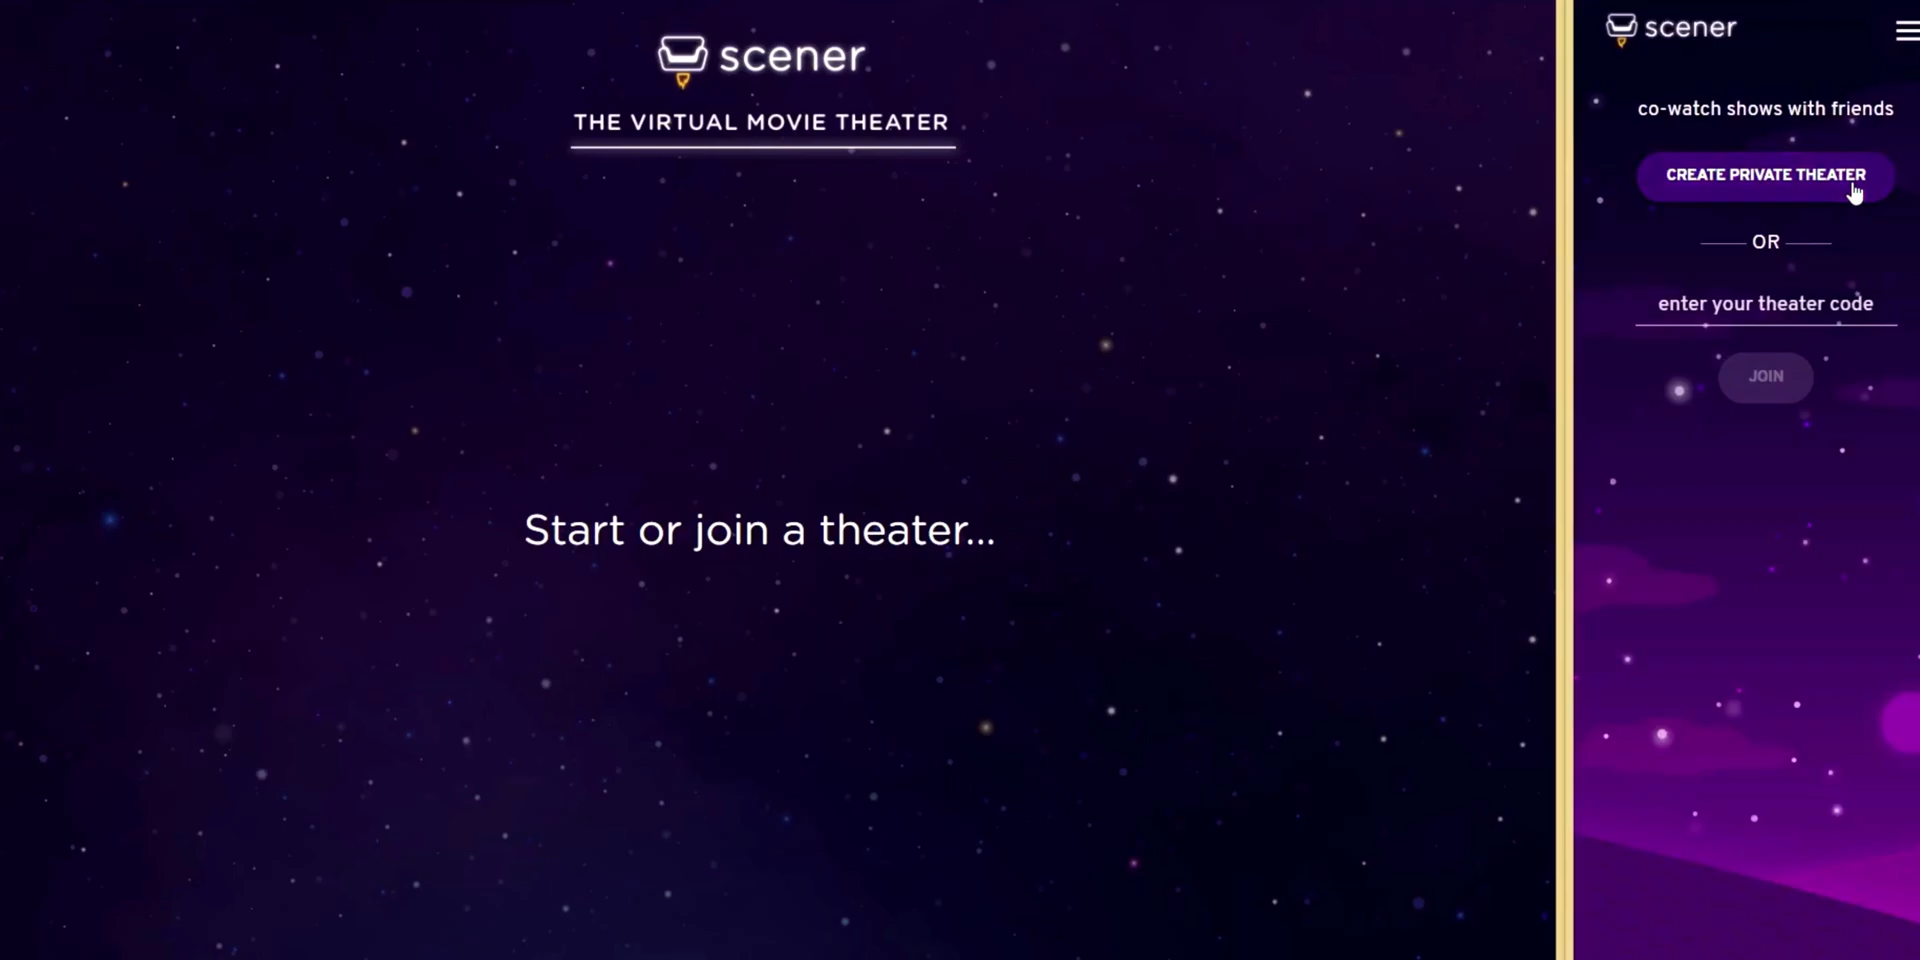 scener
THE VIRTUAL MOVIE THEATER
Start or join a theater...
scener
co-watch shows with friends
CREATE PRIVATE THEATER
OR
enter your theater code
JOIN